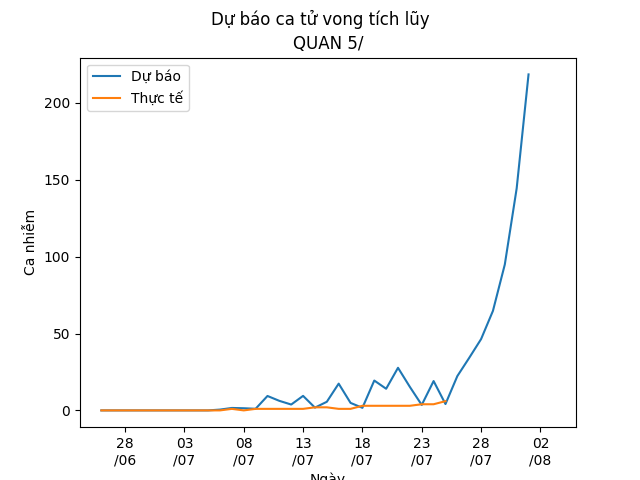 Dự báo ca tử vong tích lũy
QUAN 5/
Dự báo
Thực tế
Ca nhiễm
200
150
100
50
0
28 03 08 13 18 23 28 02
/06 /07 /07 /07 /07 /07 /07 /08
Ngày